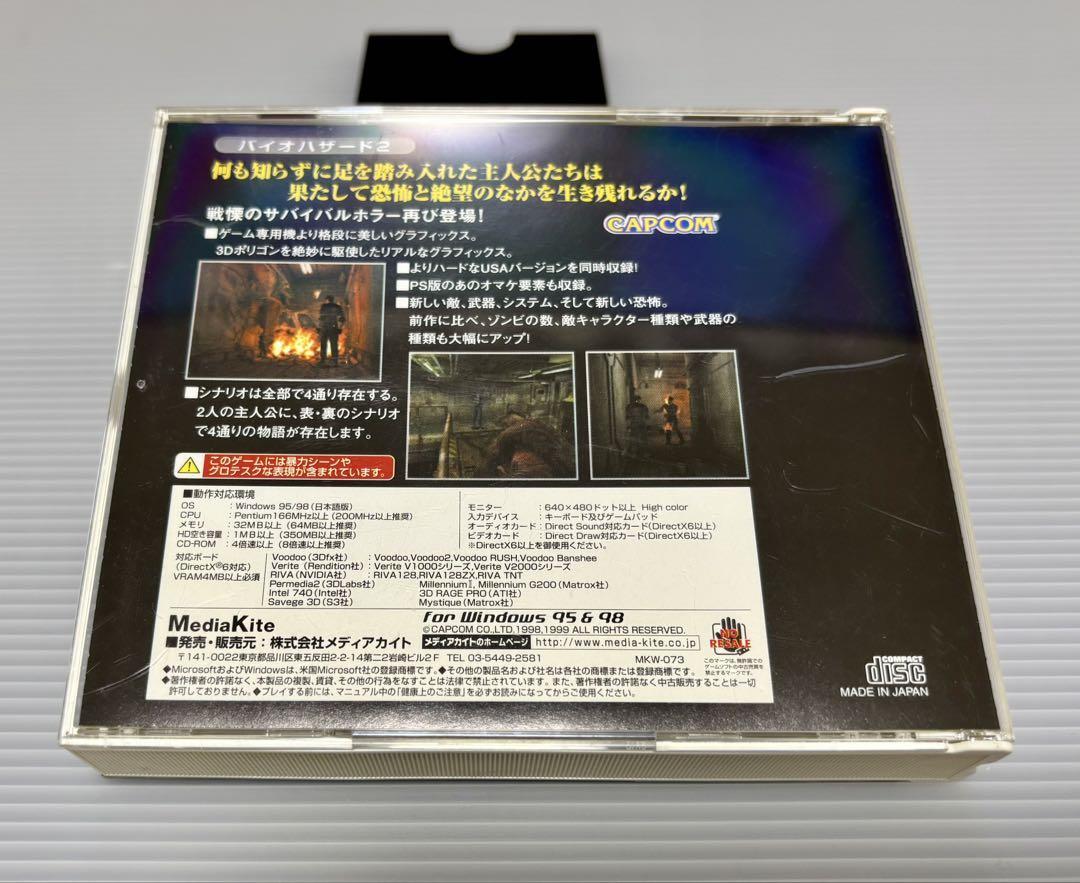 バイオハザード2
何も知らずに足を踏み入れた主人公たちは
果たして恐怖と絶望のなかを生き残れるか!
戦慄のサバイバルホラー再び登場!
CAPCOM
■ゲーム専用機より格段に美しいグラフィックス。
3Dポリゴンを絶妙に駆使したリアルなグラフィックス。
■よりハードなUSAバージョンを同時収録!
■PS版のあのオマケ要素も収録。
■新しい敵、武器、システム、そして新しい恐怖。
前作に比べ、ゾンビの数、敵キャラクター種類や武器の
種類も大幅にアップ!
■シナリオは全部で4通り存在する。
2人の主人公に、表・裏のシナリオ
で4通りの物語が存在します。
このゲームには暴力シーンや
グロテスクな表現が含まれています。
■動作対応環境
OS : Windows 95/98 (日本語版)
CPU : Pentium166MHz以上 (200MHz以上推奨)
メモリ : 32MB以上 (64MB以上推奨)
HD空き容量 : 1MB以上 (350MB以上推奨)
CD-ROM : 4倍速以上 (8倍速以上推奨)
モニター : 640×480ドット以上 High color
入力デバイス : キーボード及びゲームパッド
オーディオカード : Direct Sound対応カード(DirectX6以上)
ビデオカード : Direct Draw対応カード(DirectX6以上)
※DirectX6以上を御使用ください。
対応ボード
(DirectX®6対応)
VRAM4MB以上必須
Voodoo (3Dfx社) : Voodoo,Voodoo2,Voodoo RUSH,Voodoo Banshee
Verite (Rendition社) : Verite V1000シリーズ,Verite V2000シリーズ
RIVA (NVIDIA社) : RIVA128,RIVA128ZX,RIVA TNT
Permedia2 (3DLabs社) MillenniumⅡ, Millennium G200 (Matrox社)
Intel 740 (Intel社) 3D RAGE PRO (ATI社)
Savege 3D (S3社) Mystique (Matrox社)
MediaKite
for Windows 95 & 98
©CAPCOM CO.,LTD.1998,1999 ALL RIGHTS RESERVED.
■発売・販売元:株式会社メディアカイト
メディアカイトのホームページ http://www.media-kite.co.jp
〒141-0022東京都品川区東五反田2-2-14第二岩崎ビル2F TEL 03-5449-2581 MKW-073
NO RESALE
このマークは、無許諾での
ゲームソフトの中古売買を
禁止するマークです。
◆MicrosoftおよびWindowsは、米国Microsoft社の登録商標です。◆その他の製品名および社名は各社の商標または登録商標です。
◆著作権者の許諾なく、本製品の複製、賃貸、その他の行為をなすことは法律で禁止されています。また、著作権者の許諾なく中古販売することは一切
許可しておりません。◆プレイする前には、マニュアル中の「健康上のご注意」を必ずお読みになってからご使用ください。
COMPACT
disc
MADE IN JAPAN